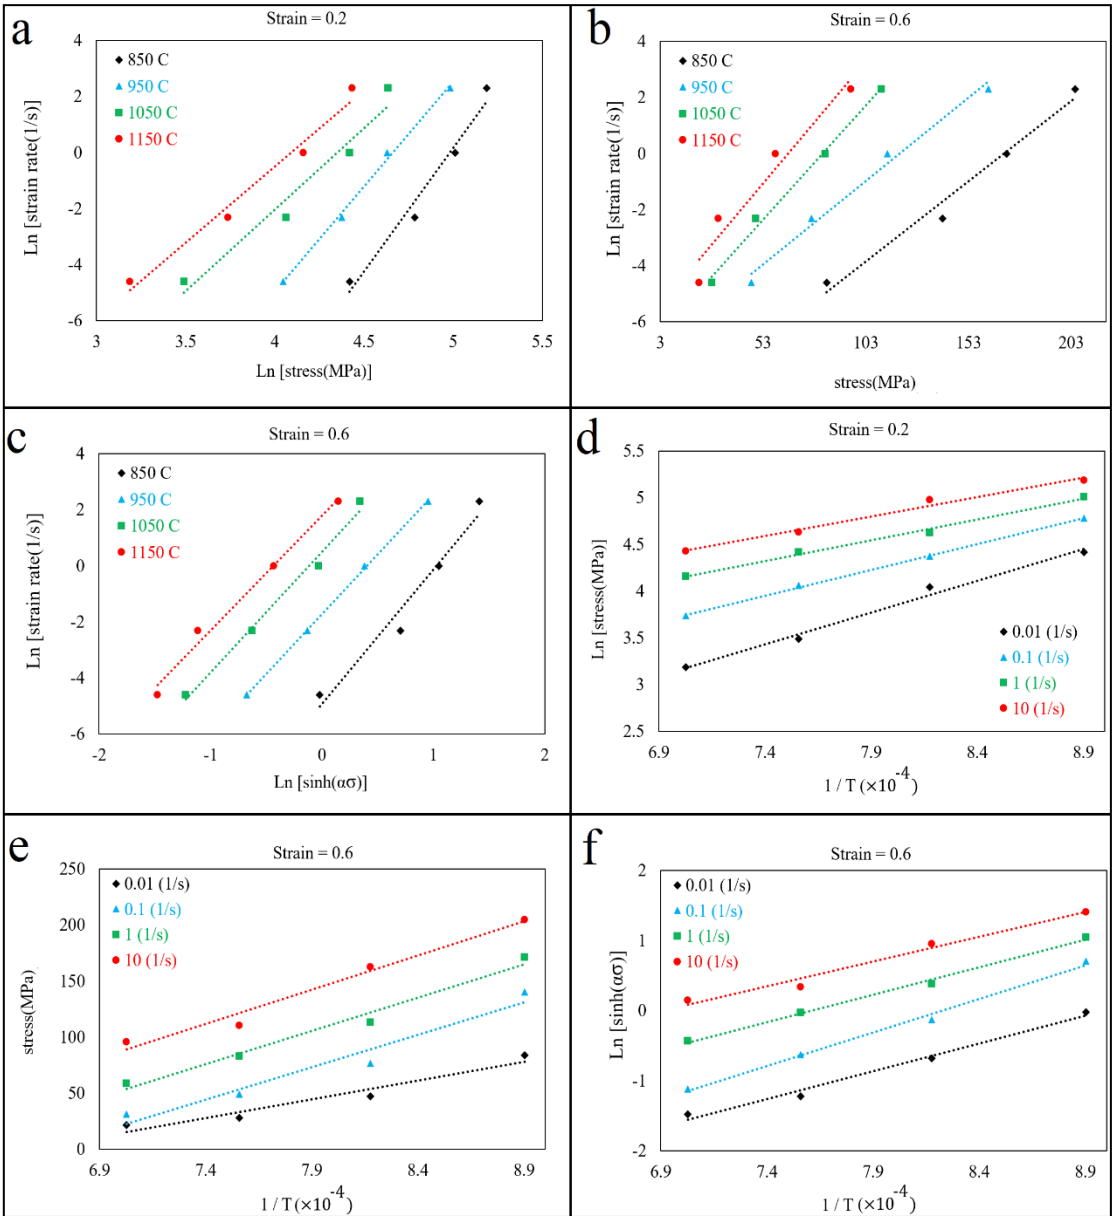 a
Strain = 0.2
Ln [strain rate(1/s)]
4
2
0
-2
-4
-6
850 C
950 C
1050 C
1150 C
3
3.5
4
4.5
5
5.5
Ln [stress(MPa)]
b
Strain = 0.6
Ln [strain rate(1/s)]
4
2
0
-2
-4
-6
850 C
950 C
1050 C
1150 C
3
53
103
153
203
stress(MPa)
c
Strain = 0.6
Ln [strain rate(1/s)]
4
2
0
-2
-4
-6
850 C
950 C
1050 C
1150 C
-2
-1
0
1
2
Ln [sinh(ασ)]
d
Strain = 0.2
Ln [stress(MPa)]
5.5
5
4.5
4
3.5
3
2.5
0.01 (1/s)
0.1 (1/s)
1 (1/s)
10 (1/s)
6.9
7.4
7.9
8.4
8.9
1 / T (×10⁻⁴)
e
Strain = 0.6
stress(MPa)
250
200
150
100
50
0
0.01 (1/s)
0.1 (1/s)
1 (1/s)
10 (1/s)
6.9
7.4
7.9
8.4
8.9
1 / T (×10⁻⁴)
f
Strain = 0.6
Ln [sinh(ασ)]
2
1
0
-1
-2
0.01 (1/s)
0.1 (1/s)
1 (1/s)
10 (1/s)
6.9
7.4
7.9
8.4
8.9
1 / T (×10⁻⁴)